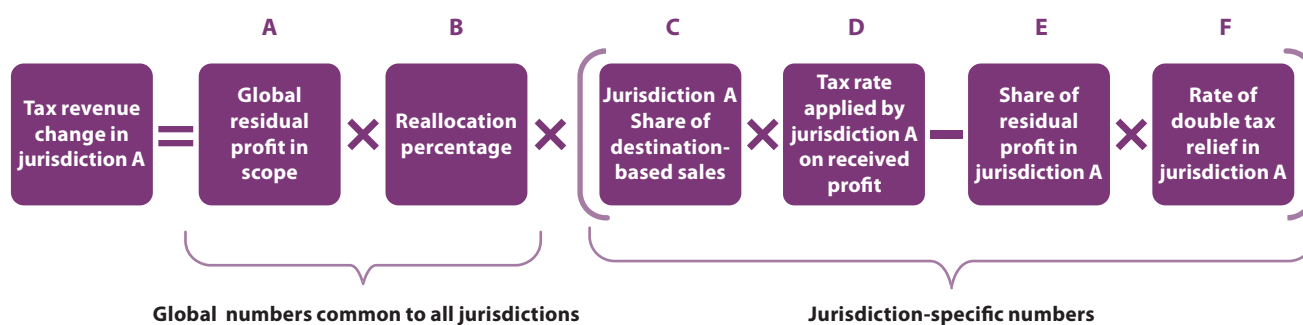 A
B
C
D
E
F
Tax revenue
change in
jurisdiction A
=
Global
residual
profit in
scope
×
Reallocation
percentage
×
(
Jurisdiction A
Share of
destination-
based sales
×
Tax rate
applied by
jurisdiction A
on received
profit
−
Share of
residual
profit in
jurisdiction A
×
Rate of
double tax
relief in
jurisdiction A
)
Global numbers common to all jurisdictions
Jurisdiction-specific numbers